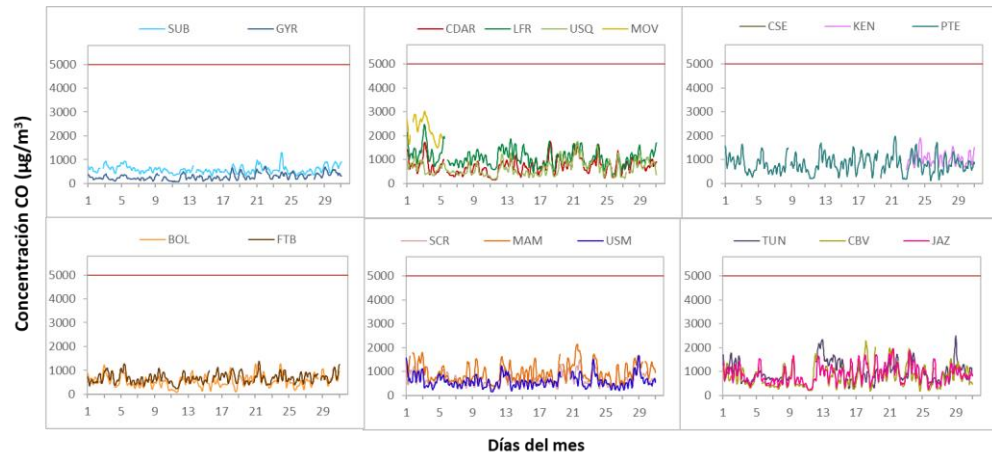 SUB GYR
CDAR LFR USQ MOV
CSE KEN PTE
5000
4000
3000
2000
1000
0
1 5 9 13 17 21 25 29
5000
4000
3000
2000
1000
0
1 5 9 13 17 21 25 29
5000
4000
3000
2000
1000
0
1 5 9 13 17 21 25 29
Concentración CO (µg/m³)
BOL FTB
SCR MAM USM
TUN CBV JAZ
5000
4000
3000
2000
1000
0
1 5 9 13 17 21 25 29
5000
4000
3000
2000
1000
0
1 5 9 13 17 21 25 29
5000
4000
3000
2000
1000
0
1 5 9 13 17 21 25 29
Días del mes